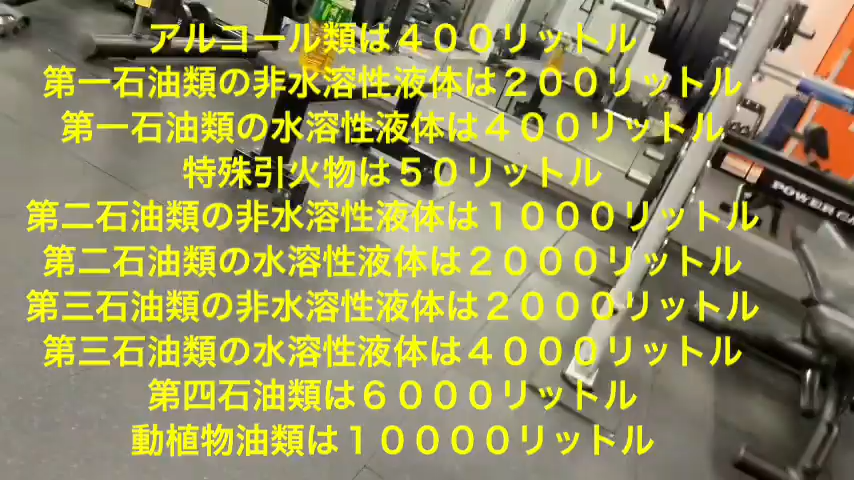 アルコール類は４００リットル
第一石油類の非水溶性液体は２００リットル
第一石油類の水溶性液体は４００リットル
特殊引火物は５０リットル
第二石油類の非水溶性液体は１０００リットル
第二石油類の水溶性液体は２０００リットル
第三石油類の非水溶性液体は２０００リットル
第三石油類の水溶性液体は４０００リットル
第四石油類は６０００リットル
動植物油類は１００００リットル
POWER